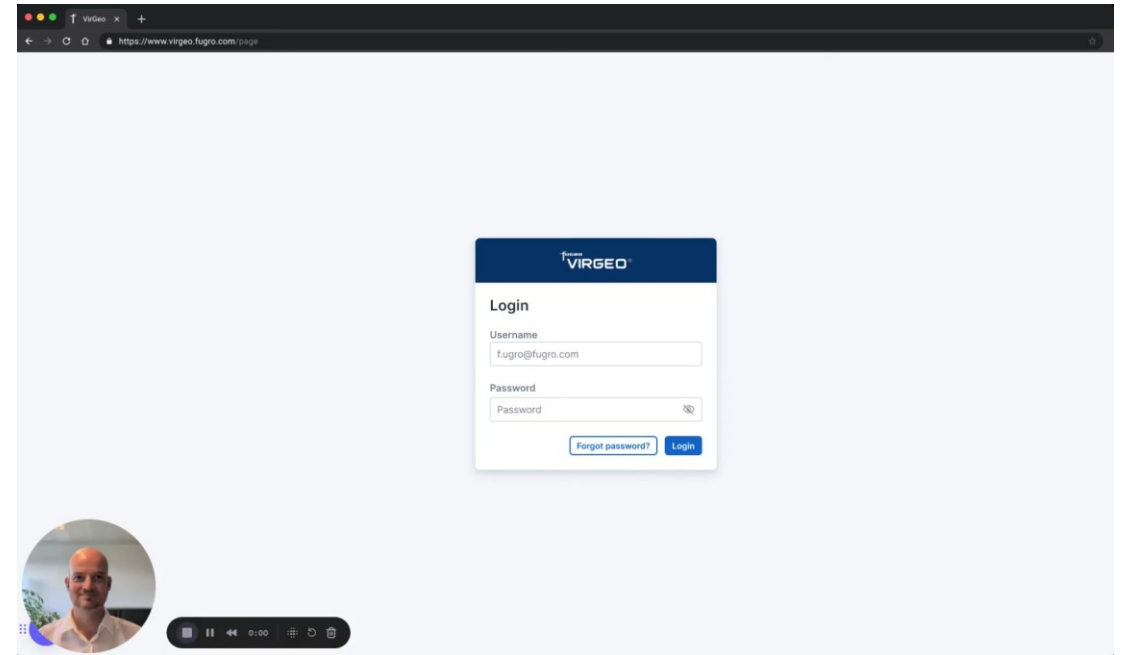 VirGeo
https://www.virgeo.fugro.com/page
fugro
VIRGEO®
Login
Username
f.ugro@fugro.com
Password
Password
Forgot password? Login
0:00